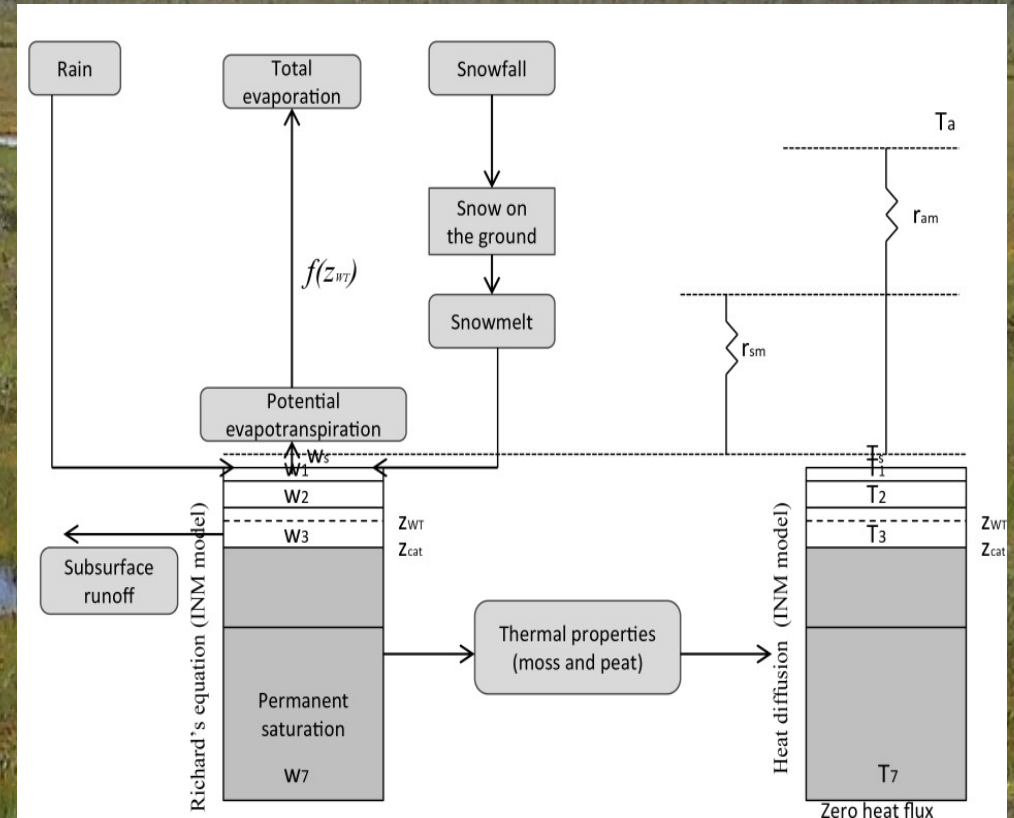 Rain
Total
evaporation
Snowfall
Ta
Snow on
the ground
ram
f(zWT)
Snowmelt
rsm
Potential
evapotranspiration
ws
w1
w2
w3
zWT
zcat
Subsurface
runoff
Richard's equation (INM model)
Permanent
saturation
w7
Thermal properties
(moss and peat)
Heat diffusion (INM model)
Ts
T1
T2
T3
zWT
zcat
T7
Zero heat flux